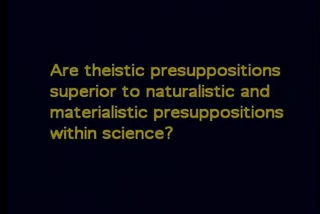 Are theistic presuppositions
superior to naturalistic and
materialistic presuppositions
within science?